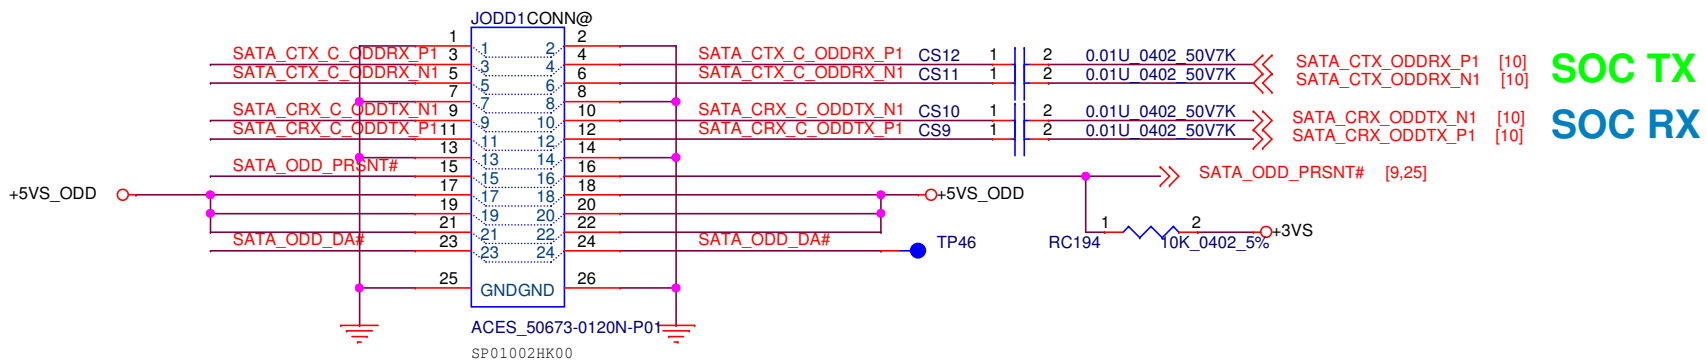 JODD1CONN@
1 1 2 2
SATA_CTX_C_ODDRX_P1 3 3 4 4 SATA_CTX_C_ODDRX_P1 CS12 1 2 0.01U_0402_50V7K SATA_CTX_ODDRX_P1 [10]
SATA_CTX_C_ODDRX_N1 5 5 6 6 SATA_CTX_C_ODDRX_N1 CS11 1 2 0.01U_0402_50V7K SATA_CTX_ODDRX_N1 [10]
SOC TX
7 7 8 8
SATA_CRX_C_ODDTX_N1 9 9 10 10 SATA_CRX_C_ODDTX_N1 CS10 1 2 0.01U_0402_50V7K SATA_CRX_ODDTX_N1 [10]
SATA_CRX_C_ODDTX_P1 11 11 12 12 SATA_CRX_C_ODDTX_P1 CS9 1 2 0.01U_0402_50V7K SATA_CRX_ODDTX_P1 [10]
SOC RX
13 13 14 14
SATA_ODD_PRSNT# 15 15 16 16 SATA_ODD_PRSNT# [9,25]
+5VS_ODD 17 17 18 18 +5VS_ODD
19 19 20 20
21 21 22 22
RC194 1 2 10K_0402_5% +3VS
SATA_ODD_DA# 23 23 24 24 SATA_ODD_DA# TP46
25 GND GND 26
ACES_50673-0120N-P01
SP01002HK00